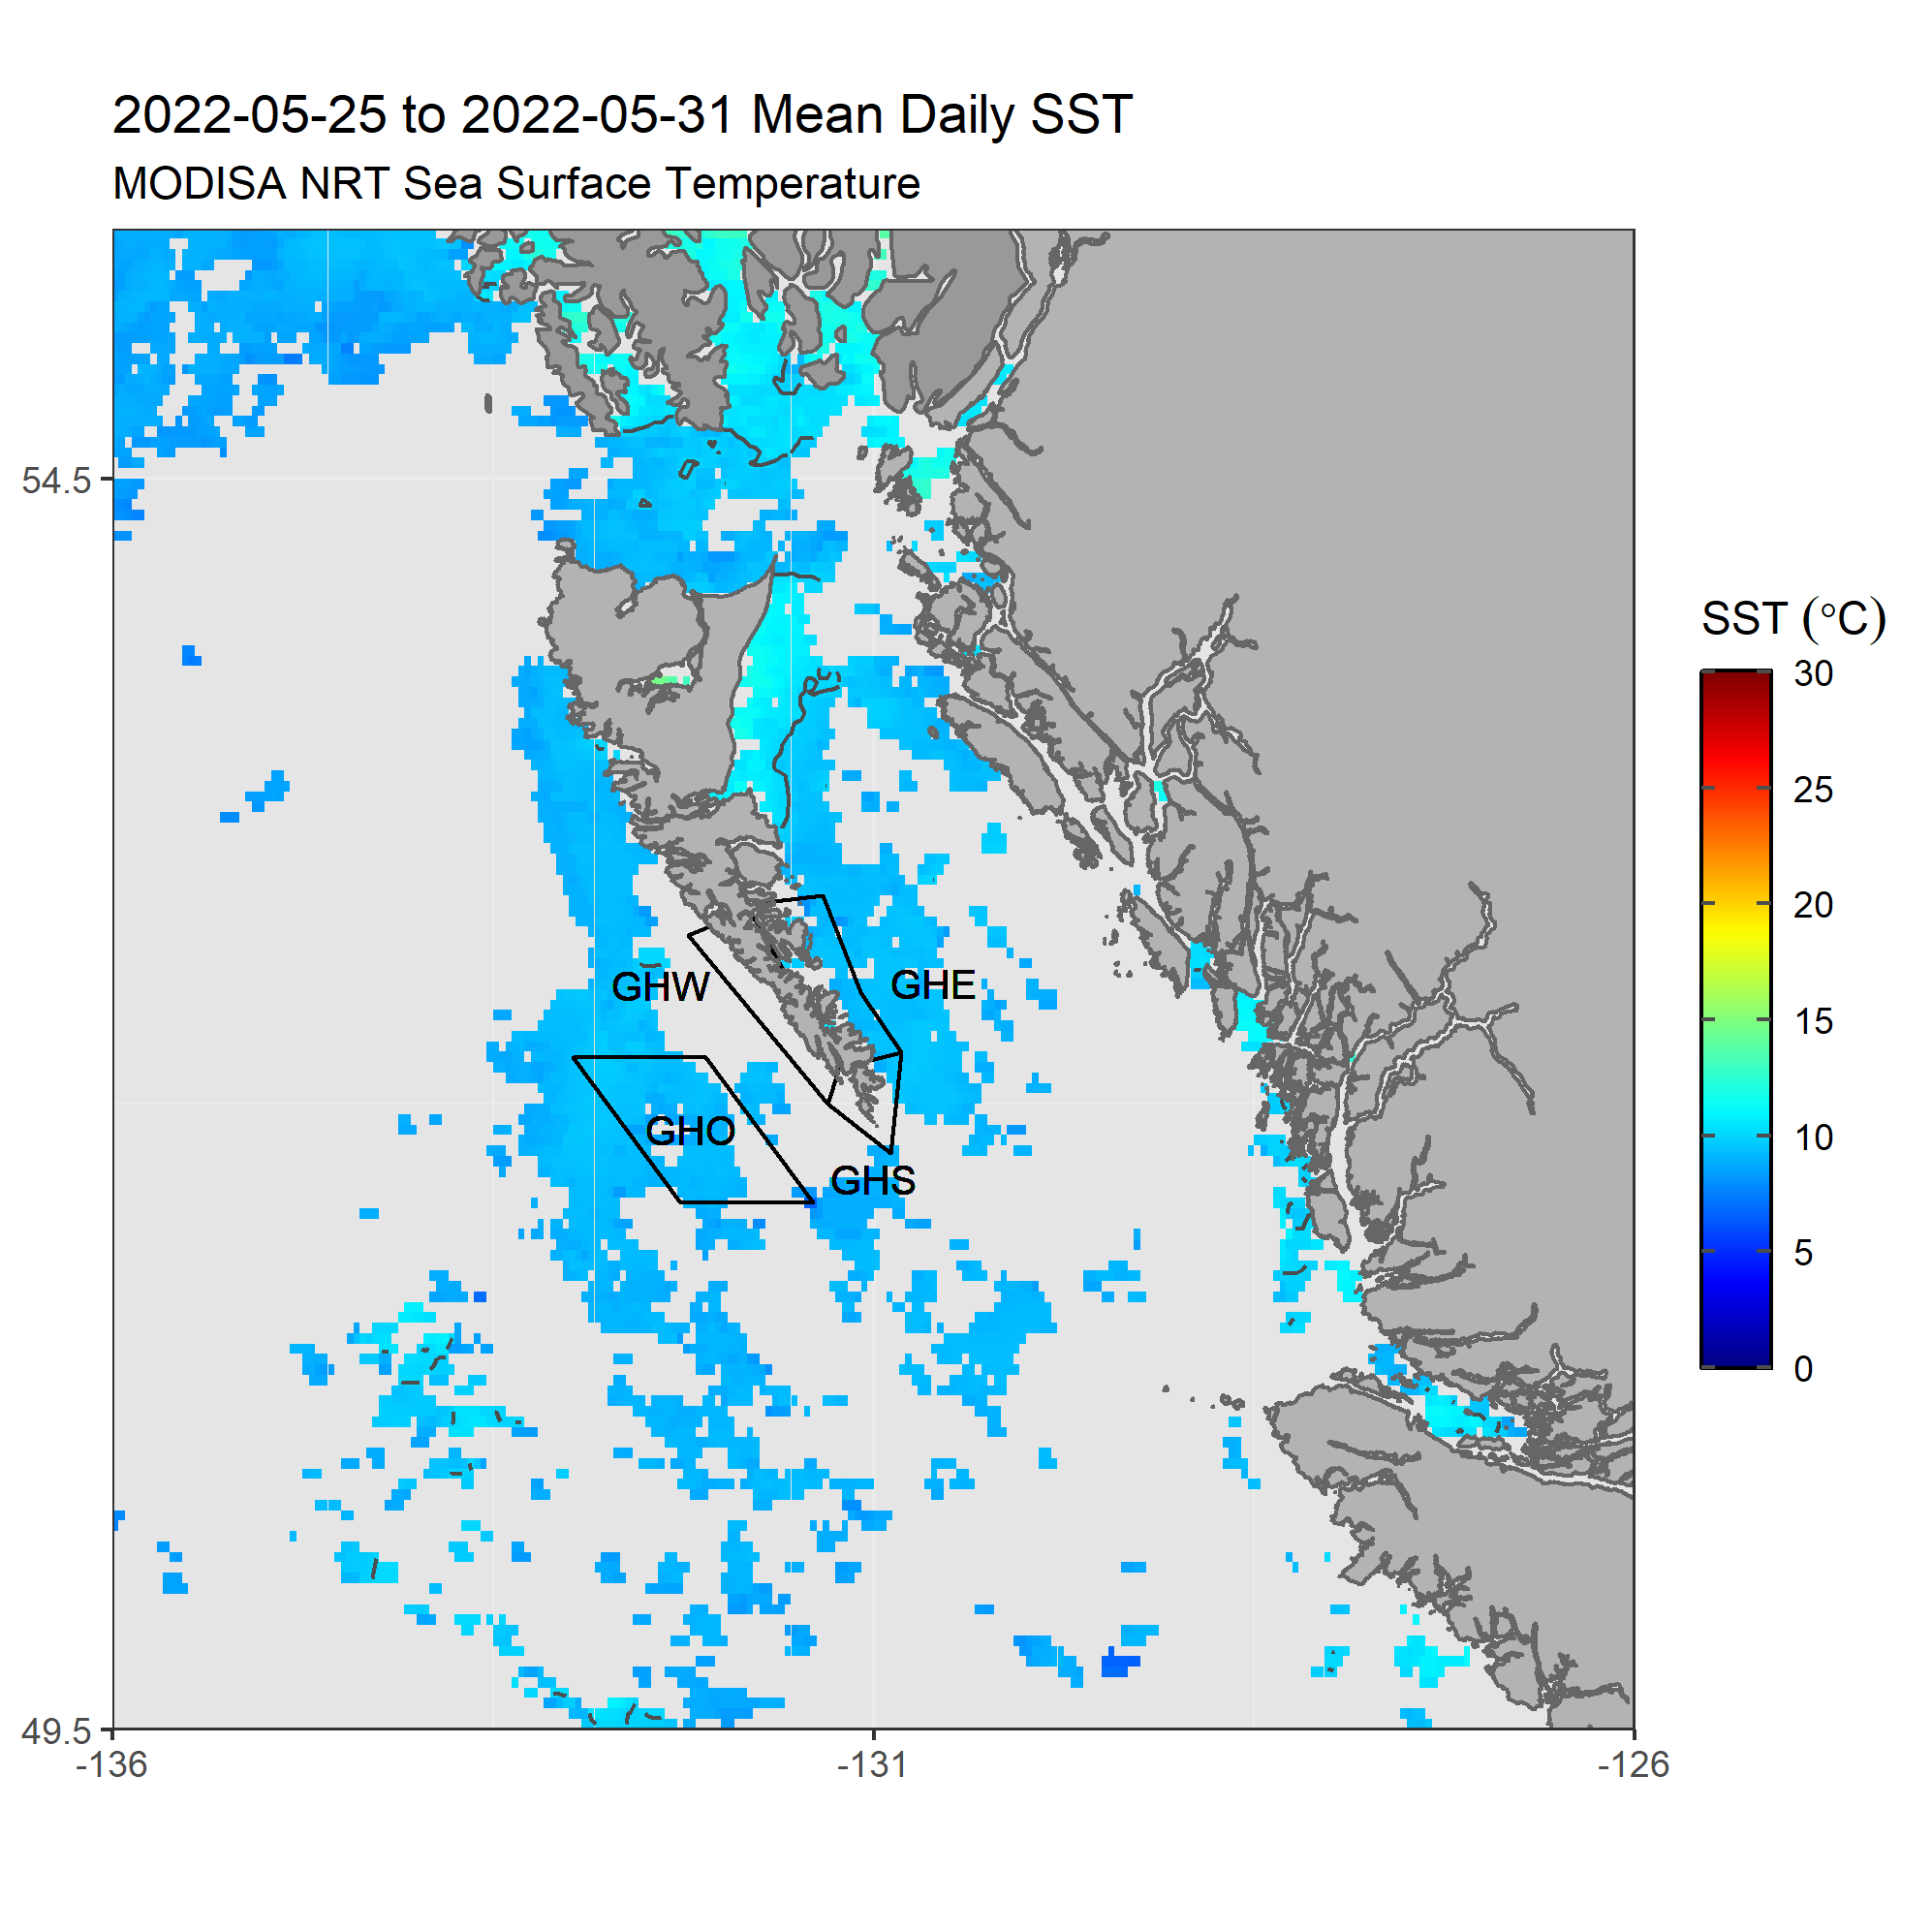 2022-05-25 to 2022-05-31 Mean Daily SST
MODISA NRT Sea Surface Temperature
54.5
49.5
-136
-131
-126
GHW
GHE
GHO
GHS
SST (°C)
30
25
20
15
10
5
0